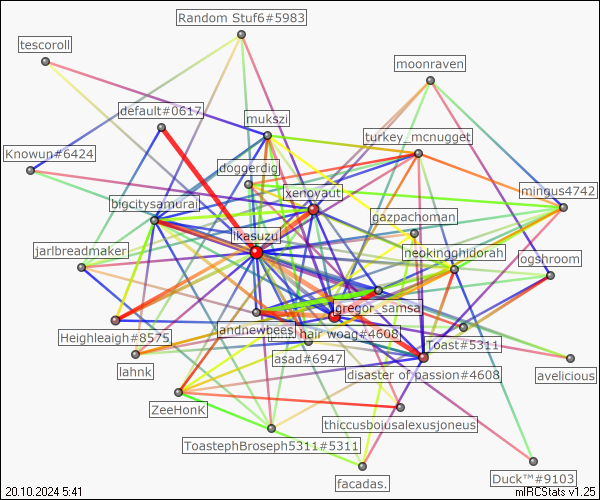 Random Stuf6#5983
tescoroll
moonraven
default#0617
mukszi
turkey_mcnugget
Knowun#6424
doggerdig
xenoyaut
mingus4742
bigcitysamurai
gazpachoman
ikasuzu
jarlbreadmaker
neokingghidorah
ogshroom
gregor_samsa
andnewbees
hair woag#4608
Heighleaigh#8575
Toast#5311
asad#6947
lahnk
disaster of passion#4608
avelicious
ZeeHonK
thiccusboiusalexusjoneus
ToastephBroseph5311#5311
facadas.
Duck™#9103
20.10.2024 5:41
mIRCStats v1.25